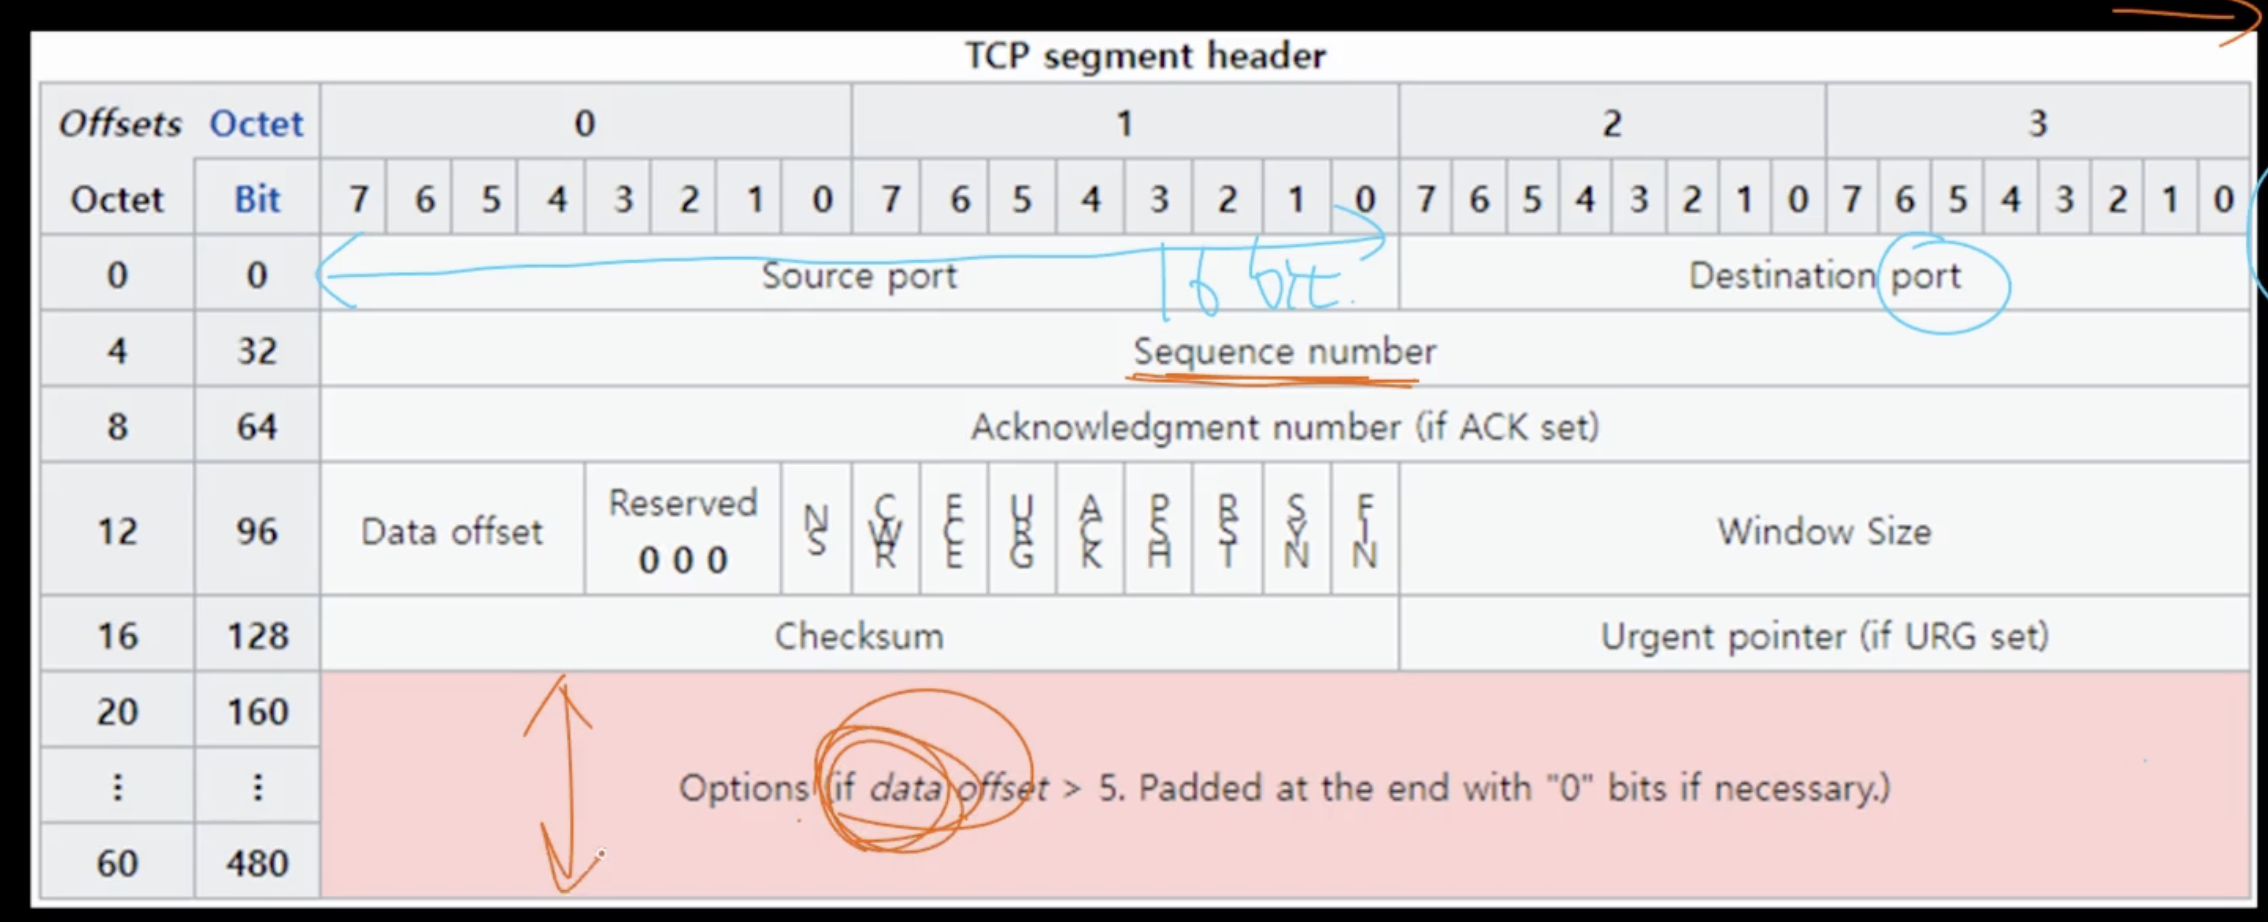 TCP segment header
Offsets Octet 0 1 2 3
Octet Bit 7 6 5 4 3 2 1 0 7 6 5 4 3 2 1 0 7 6 5 4 3 2 1 0 7 6 5 4 3 2 1 0
0 0 Source port 16 bit. Destination port
4 32 Sequence number
8 64 Acknowledgment number (if ACK set)
12 96 Data offset Reserved 0 0 0 NS CWR ECE URG ACK PSH RST SYN FIN Window Size
16 128 Checksum Urgent pointer (if URG set)
20 160
⋮ ⋮ Options (if data offset > 5. Padded at the end with "0" bits if necessary.)
60 480